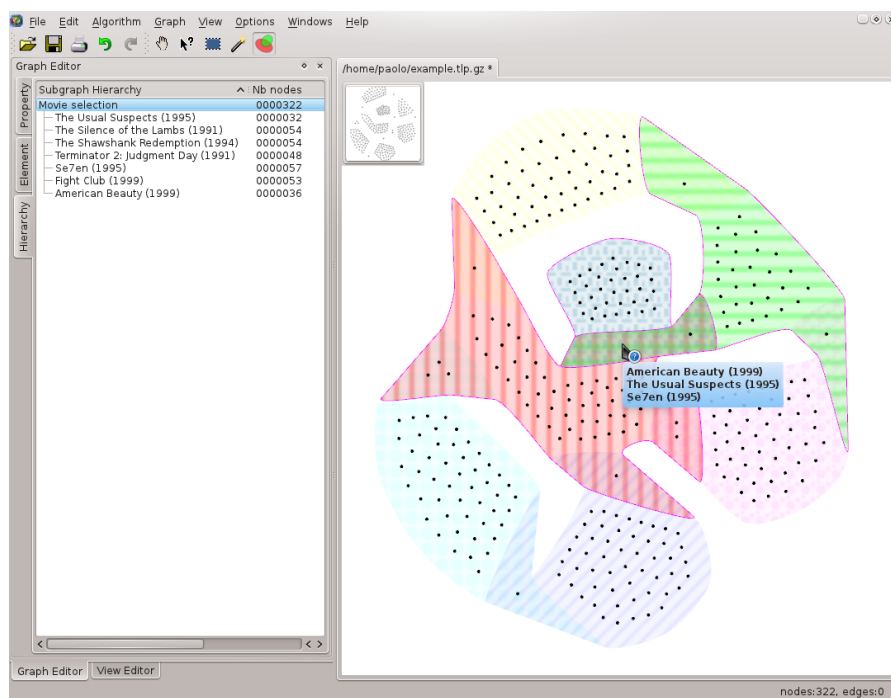 File Edit Algorithm Graph View Options Windows Help
Graph Editor
/home/paolo/example.tlp.gz *
Property
Element
Hierarchy
Subgraph Hierarchy Nb nodes
Movie selection 0000322
The Usual Suspects (1995) 0000032
The Silence of the Lambs (1991) 0000054
The Shawshank Redemption (1994) 0000054
Terminator 2: Judgment Day (1991) 0000048
Se7en (1995) 0000057
Fight Club (1999) 0000053
American Beauty (1999) 0000036
American Beauty (1999)
The Usual Suspects (1995)
Se7en (1995)
Graph Editor View Editor
nodes:322, edges:0